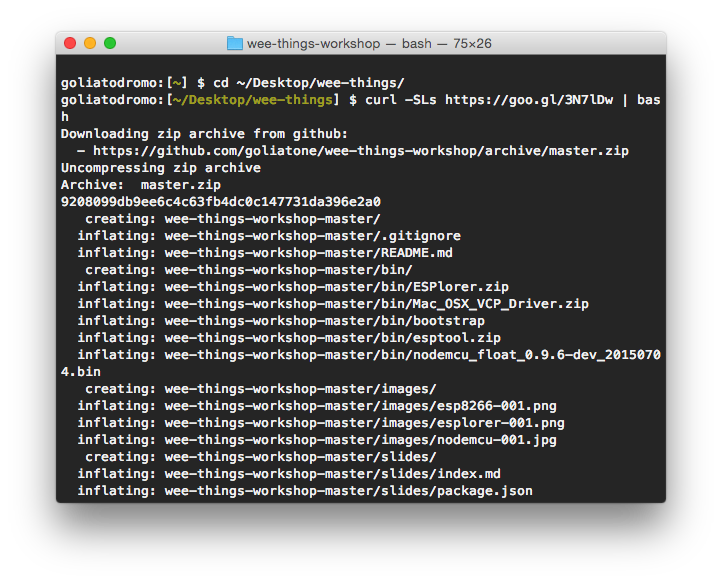 wee-things-workshop — bash — 75×26
goliatodromo:[~] $ cd ~/Desktop/wee-things/
goliatodromo:[~/Desktop/wee-things] $ curl -SLs https://goo.gl/3N7lDw | bas
h
Downloading zip archive from github:
  - https://github.com/goliatone/wee-things-workshop/archive/master.zip
Uncompressing zip archive
Archive:  master.zip
9208099db9ee6c4c63fb4dc0c147731da396e2a0
   creating: wee-things-workshop-master/
  inflating: wee-things-workshop-master/.gitignore
  inflating: wee-things-workshop-master/README.md
   creating: wee-things-workshop-master/bin/
  inflating: wee-things-workshop-master/bin/ESPlorer.zip
  inflating: wee-things-workshop-master/bin/Mac_OSX_VCP_Driver.zip
  inflating: wee-things-workshop-master/bin/bootstrap
  inflating: wee-things-workshop-master/bin/esptool.zip
  inflating: wee-things-workshop-master/bin/nodemcu_float_0.9.6-dev_2015070
4.bin
   creating: wee-things-workshop-master/images/
  inflating: wee-things-workshop-master/images/esp8266-001.png
  inflating: wee-things-workshop-master/images/esplorer-001.png
  inflating: wee-things-workshop-master/images/nodemcu-001.jpg
   creating: wee-things-workshop-master/slides/
  inflating: wee-things-workshop-master/slides/index.md
  inflating: wee-things-workshop-master/slides/package.json